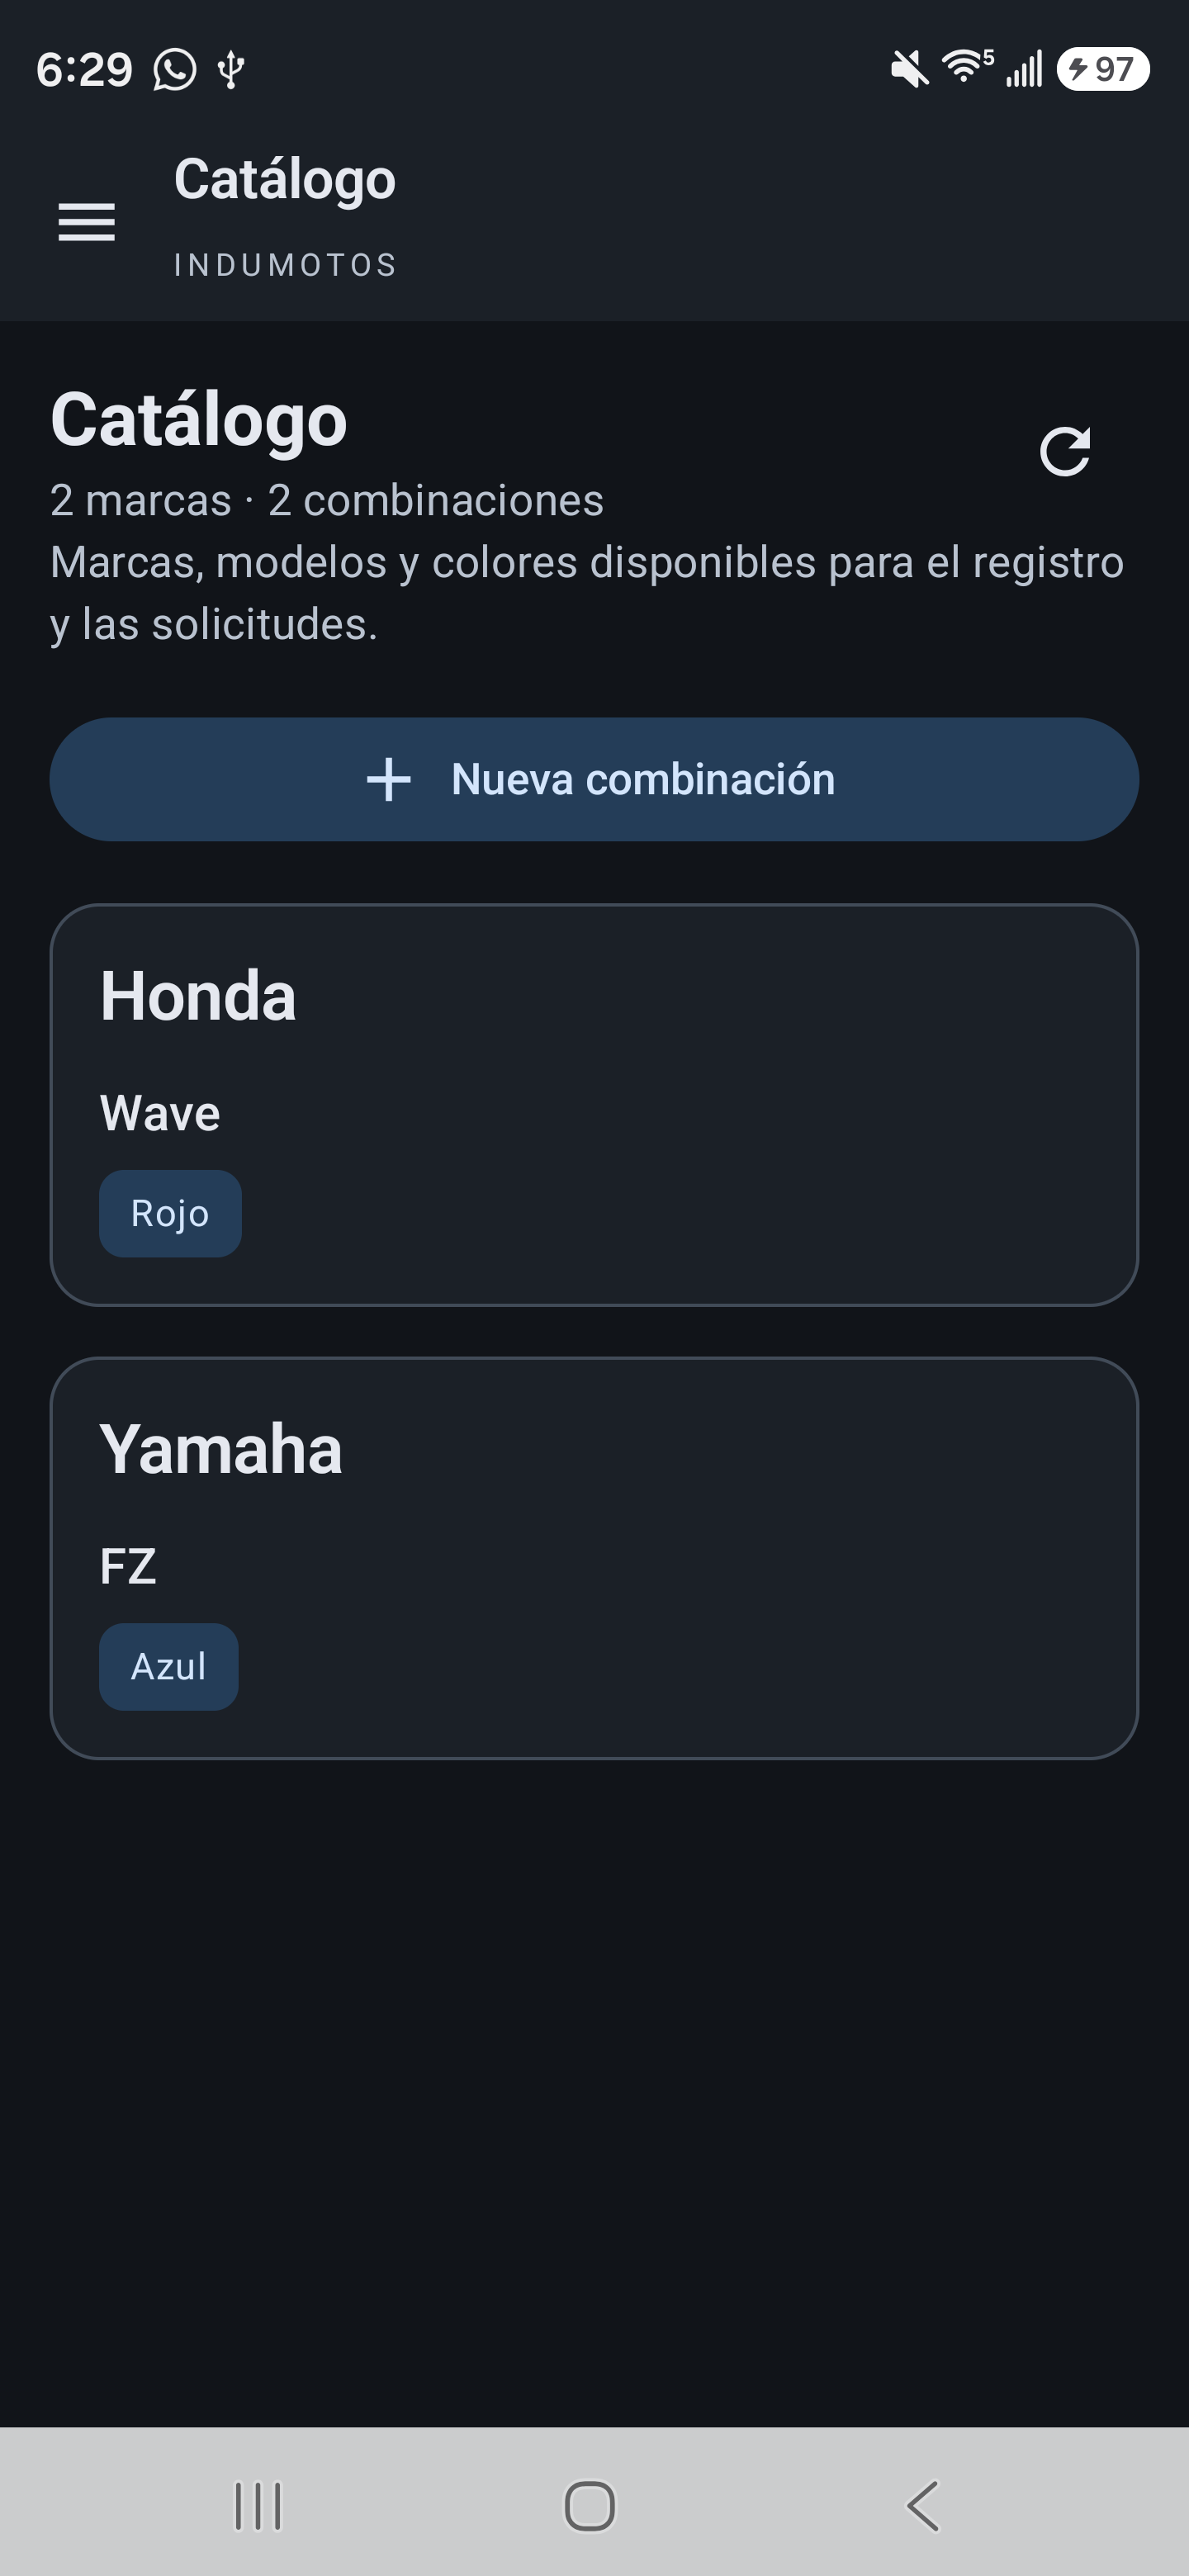 6:29
5
97
Catálogo
INDUMOTOS
Catálogo
2 marcas · 2 combinaciones
Marcas, modelos y colores disponibles para el registro
y las solicitudes.
Nueva combinación
Honda
Wave
Rojo
Yamaha
FZ
Azul